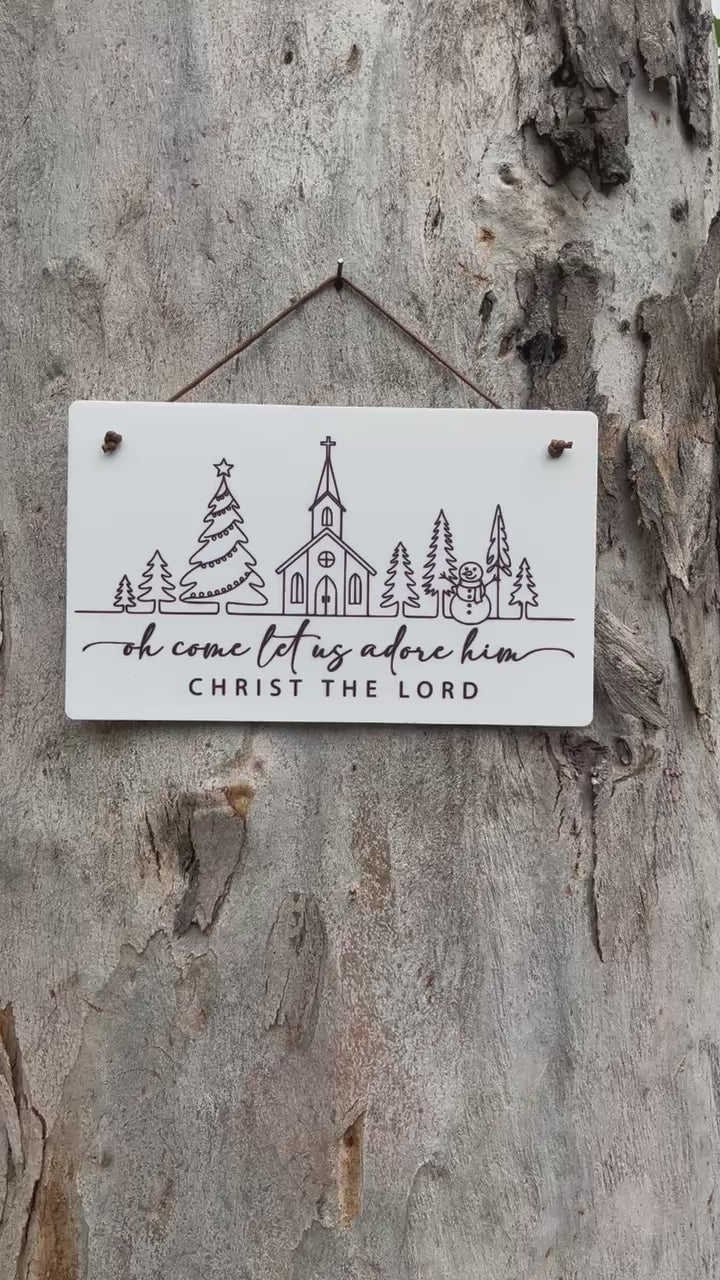 oh come let us adore him
CHRIST THE LORD